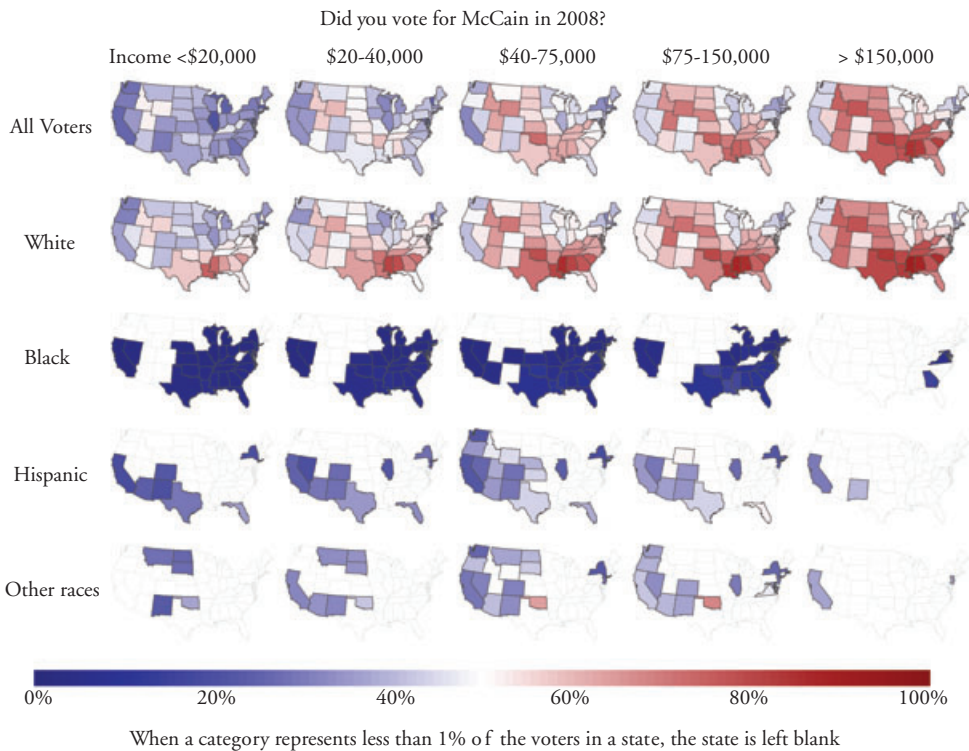 Did you vote for McCain in 2008?
Income <$20,000 $20-40,000 $40-75,000 $75-150,000 > $150,000
All Voters
White
Black
Hispanic
Other races
0% 20% 40% 60% 80% 100%
When a category represents less than 1% of the voters in a state, the state is left blank